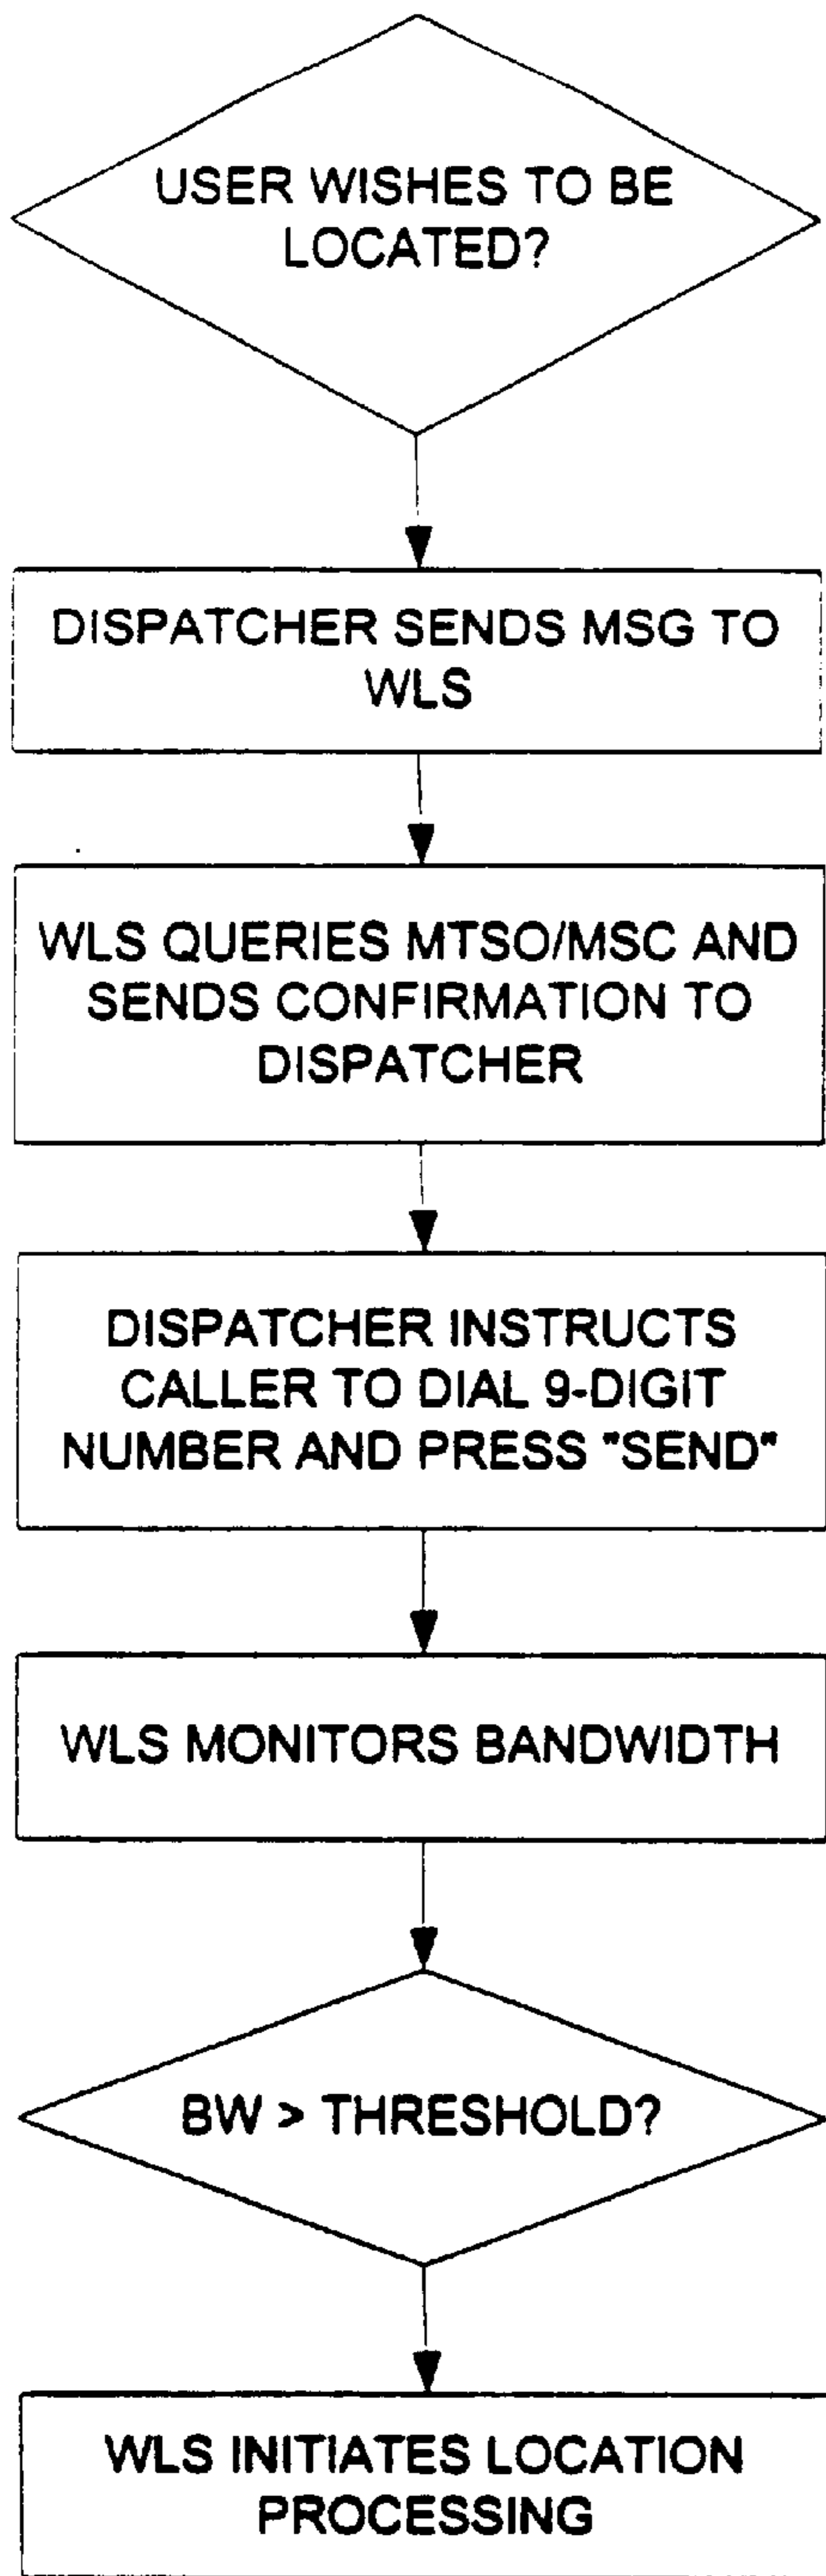 USER WISHES TO BE
LOCATED?
DISPATCHER SENDS MSG TO
WLS
WLS QUERIES MTSO/MSC AND
SENDS CONFIRMATION TO
DISPATCHER
DISPATCHER INSTRUCTS
CALLER TO DIAL 9-DIGIT
NUMBER AND PRESS "SEND"
WLS MONITORS BANDWIDTH
BW > THRESHOLD?
WLS INITIATES LOCATION
PROCESSING